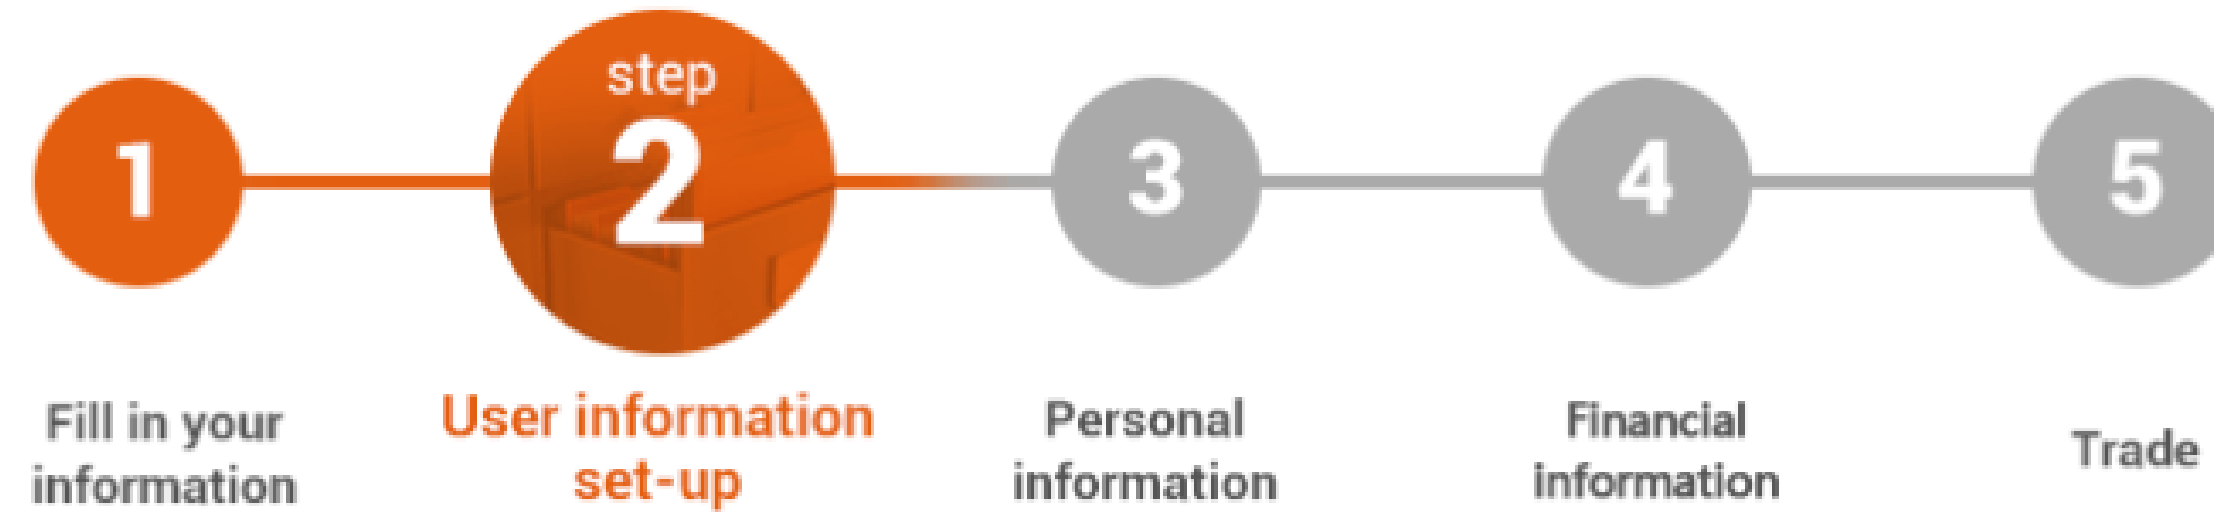 1
step
2
3
4
5
Fill in your
information
User information
set-up
Personal
information
Financial
information
Trade